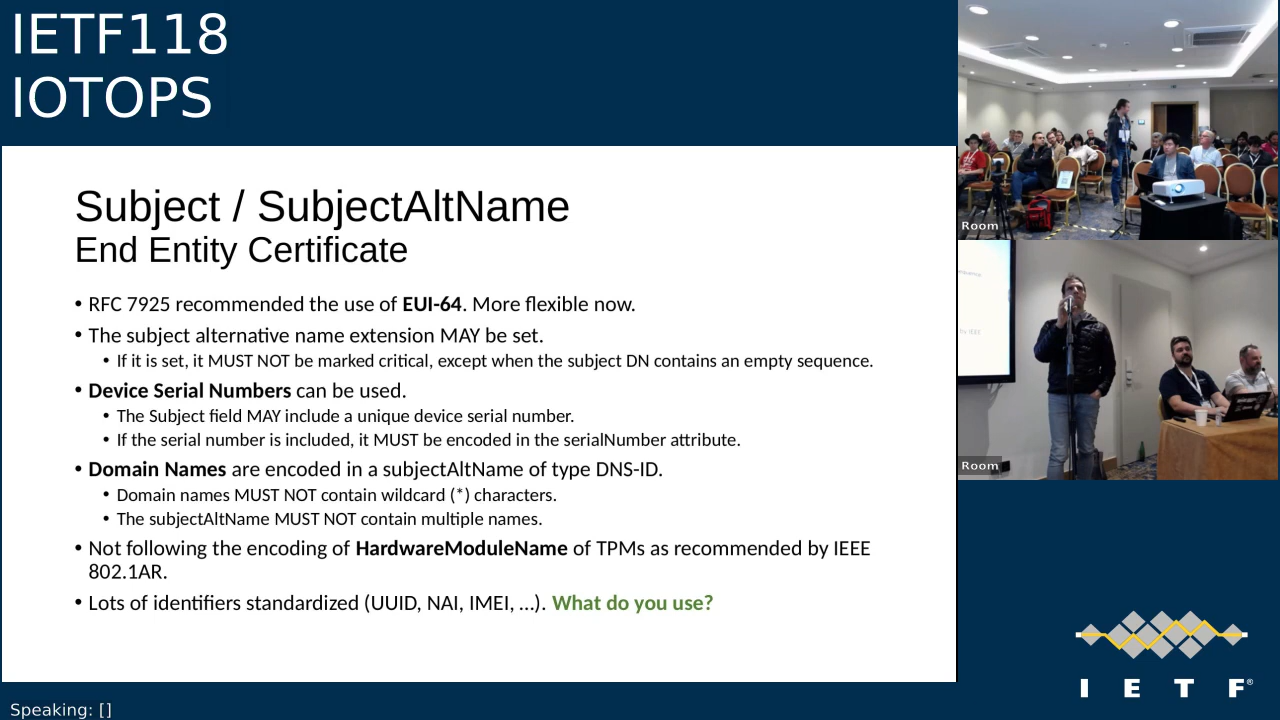 IETF118
IOTOPS
Subject / SubjectAltName
End Entity Certificate
• RFC 7925 recommended the use of EUI-64. More flexible now.
• The subject alternative name extension MAY be set.
• If it is set, it MUST NOT be marked critical, except when the subject DN contains an empty sequence.
• Device Serial Numbers can be used.
• The Subject field MAY include a unique device serial number.
• If the serial number is included, it MUST be encoded in the serialNumber attribute.
• Domain Names are encoded in a subjectAltName of type DNS-ID.
• Domain names MUST NOT contain wildcard (*) characters.
• The subjectAltName MUST NOT contain multiple names.
• Not following the encoding of HardwareModuleName of TPMs as recommended by IEEE
802.1AR.
• Lots of identifiers standardized (UUID, NAI, IMEI, …). What do you use?
Room
Room
I E T F®
Speaking: []